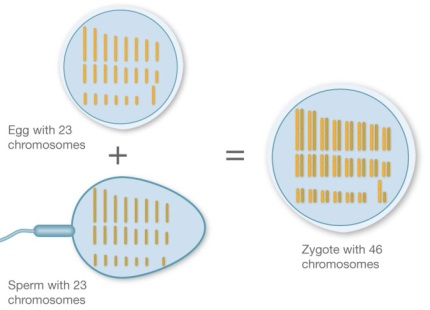 Egg with 23
chromosomes
+
=
Sperm with 23
chromosomes
Zygote with 46
chromosomes